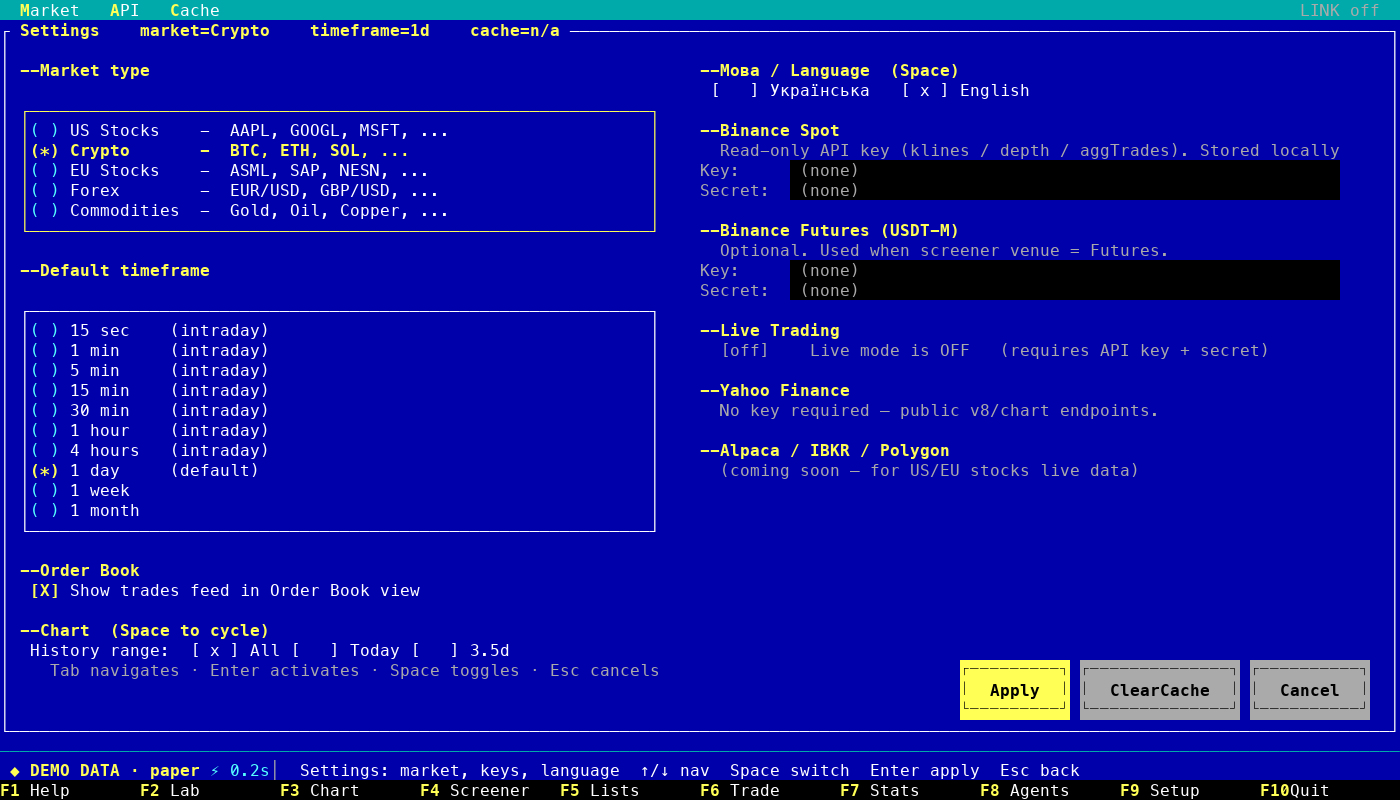 Market API Cache LINK off
Settings market=Crypto timeframe=1d cache=n/a
--Market type
( ) US Stocks – AAPL, GOOGL, MSFT, ...
(*) Crypto – BTC, ETH, SOL, ...
( ) EU Stocks – ASML, SAP, NESN, ...
( ) Forex – EUR/USD, GBP/USD, ...
( ) Commodities – Gold, Oil, Copper, ...
--Default timeframe
( ) 15 sec (intraday)
( ) 1 min (intraday)
( ) 5 min (intraday)
( ) 15 min (intraday)
( ) 30 min (intraday)
( ) 1 hour (intraday)
( ) 4 hours (intraday)
(*) 1 day (default)
( ) 1 week
( ) 1 month
--Order Book
[X] Show trades feed in Order Book view
--Chart (Space to cycle)
History range: [ x ] All [ ] Today [ ] 3.5d
Tab navigates · Enter activates · Space toggles · Esc cancels
--Мова / Language (Space)
[ ] Українська [ x ] English
--Binance Spot
Read-only API key (klines / depth / aggTrades). Stored locally
Key: (none)
Secret: (none)
--Binance Futures (USDT-M)
Optional. Used when screener venue = Futures.
Key: (none)
Secret: (none)
--Live Trading
[off] Live mode is OFF (requires API key + secret)
--Yahoo Finance
No key required – public v8/chart endpoints.
--Alpaca / IBKR / Polygon
(coming soon – for US/EU stocks live data)
Apply ClearCache Cancel
◆ DEMO DATA · paper ⚡ 0.2s│ Settings: market, keys, language ↑/↓ nav Space switch Enter apply Esc back
F1 Help F2 Lab F3 Chart F4 Screener F5 Lists F6 Trade F7 Stats F8 Agents F9 Setup F10Quit